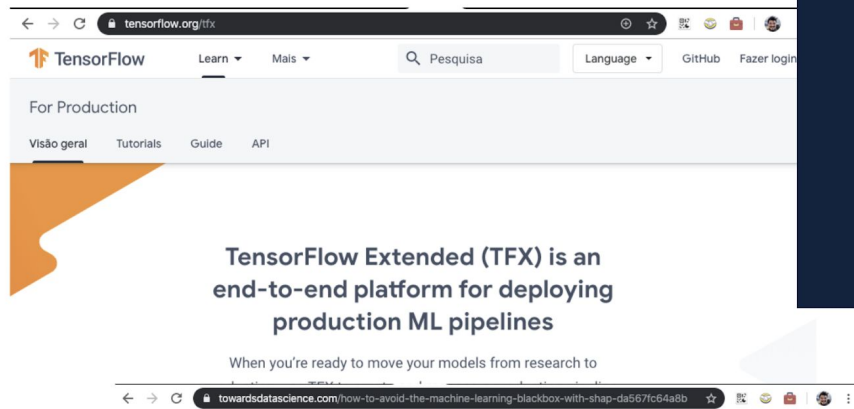 tensorflow.org/tfx
TensorFlow
Learn
Mais
Pesquisa
Language
GitHub
Fazer login
For Production
Visão geral
Tutorials
Guide
API
TensorFlow Extended (TFX) is an
end-to-end platform for deploying
production ML pipelines
When you're ready to move your models from research to
towardsdatascience.com/how-to-avoid-the-machine-learning-blackbox-with-shap-da567fc64a8b